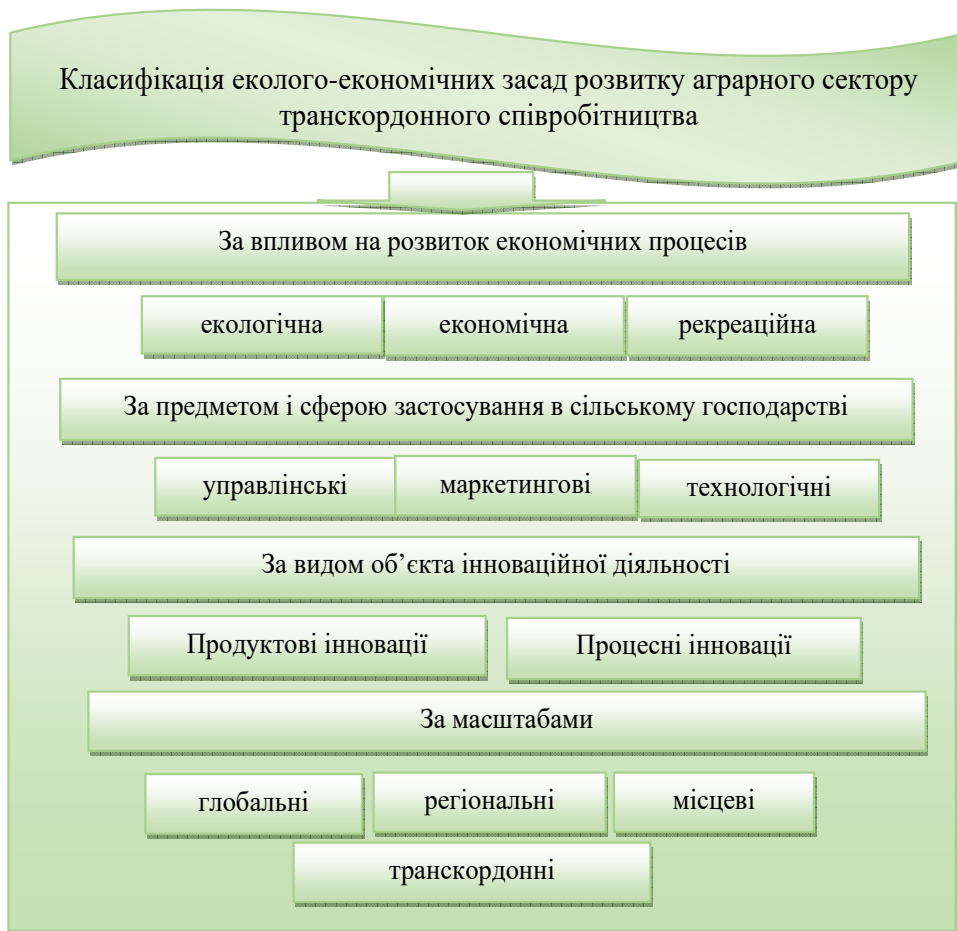 Класифікація еколого-економічних засад розвитку аграрного сектору
транскордонного співробітництва
За впливом на розвиток економічних процесів
екологічна
економічна
рекреаційна
За предметом і сферою застосування в сільському господарстві
управлінські
маркетингові
технологічні
За видом об’єкта інноваційної діяльності
Продуктові інновації
Процесні інновації
За масштабами
глобальні
регіональні
місцеві
транскордонні